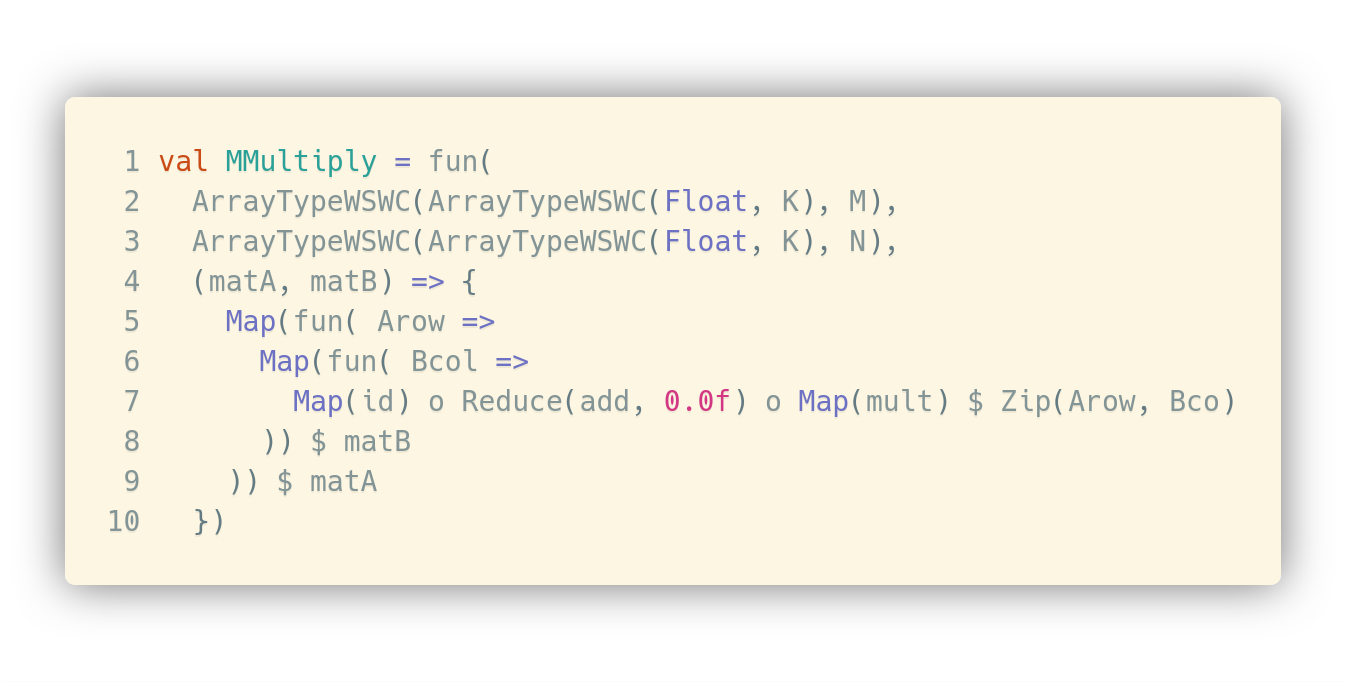 1 val MMultiply = fun(
2   ArrayTypeWSWC(ArrayTypeWSWC(Float, K), M),
3   ArrayTypeWSWC(ArrayTypeWSWC(Float, K), N),
4   (matA, matB) => {
5     Map(fun( Arow =>
6       Map(fun( Bcol =>
7         Map(id) o Reduce(add, 0.0f) o Map(mult) $ Zip(Arow, Bco)
8       )) $ matB
9     )) $ matA
10   })